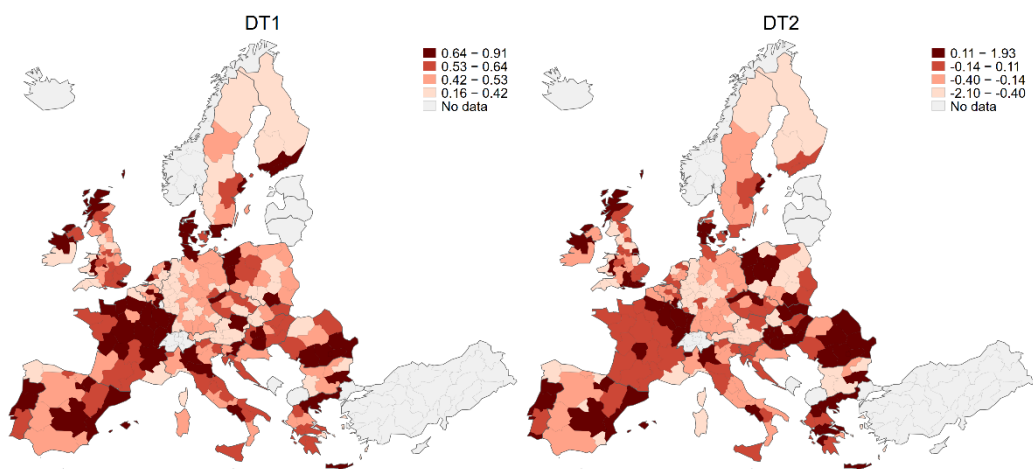 DT1
0.64 − 0.91
0.53 − 0.64
0.42 − 0.53
0.16 − 0.42
No data
DT2
0.11 − 1.93
-0.14 − 0.11
-0.40 − -0.14
-2.10 − -0.40
No data